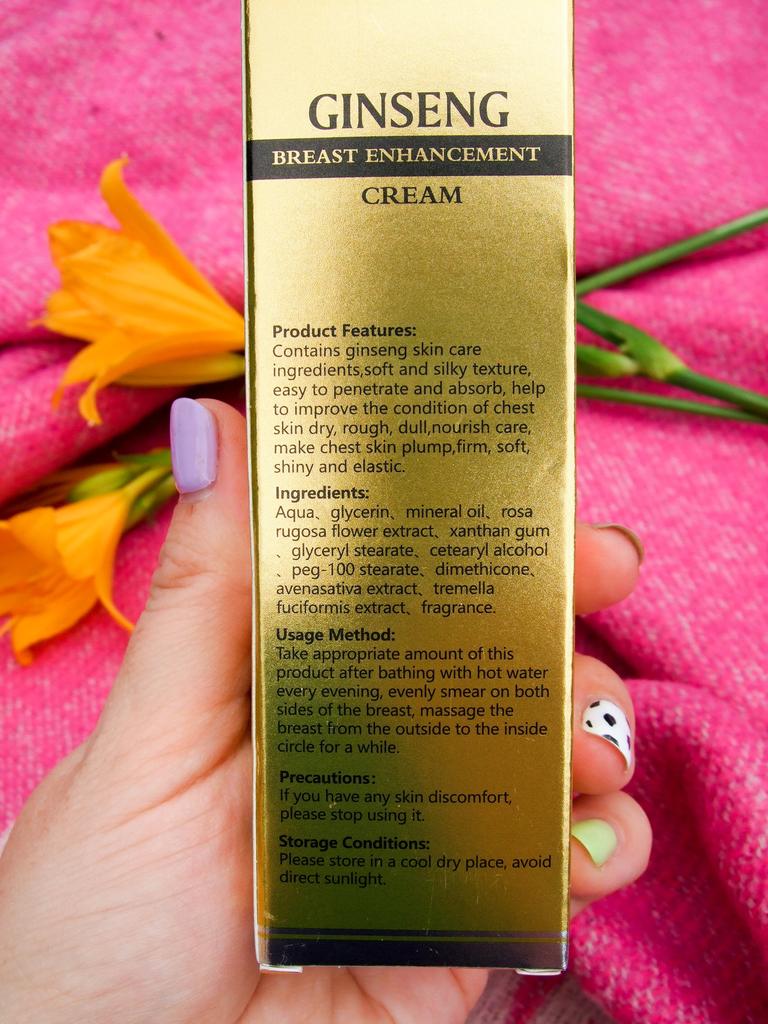 GINSENG
BREAST ENHANCEMENT
CREAM
Product Features:
Contains ginseng skin care
ingredients,soft and silky texture,
easy to penetrate and absorb, help
to improve the condition of chest
skin dry, rough, dull,nourish care,
make chest skin plump,firm, soft,
shiny and elastic.
Ingredients:
Aqua、glycerin、mineral oil、rosa
rugosa flower extract、xanthan gum
、glyceryl stearate、cetearyl alcohol
、peg-100 stearate、dimethicone、
avenasativa extract、tremella
fuciformis extract、fragrance.
Usage Method:
Take appropriate amount of this
product after bathing with hot water
every evening, evenly smear on both
sides of the breast, massage the
breast from the outside to the inside
circle for a while.
Precautions:
If you have any skin discomfort,
please stop using it.
Storage Conditions:
Please store in a cool dry place, avoid
direct sunlight.